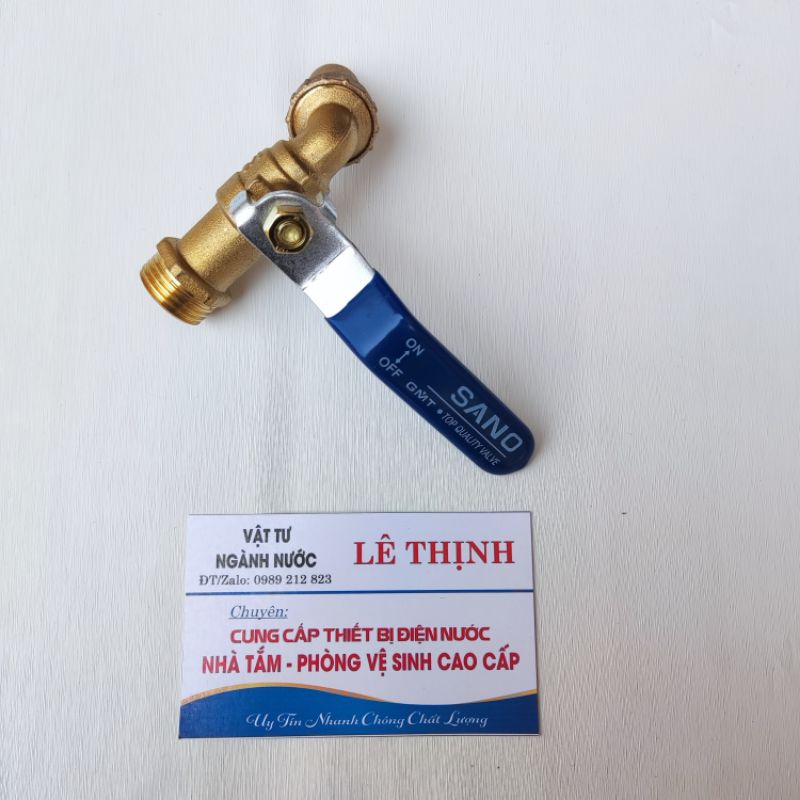 ON
OFF
SANO
GMT • TOP QUALITY VALVE
VẬT TƯ
NGÀNH NƯỚC
LÊ THỊNH
ĐT/Zalo: 0989 212 823
Chuyên:
CUNG CẤP THIẾT BỊ ĐIỆN NƯỚC
NHÀ TẮM - PHÒNG VỆ SINH CAO CẤP
Uy Tín Nhanh Chóng Chất Lượng